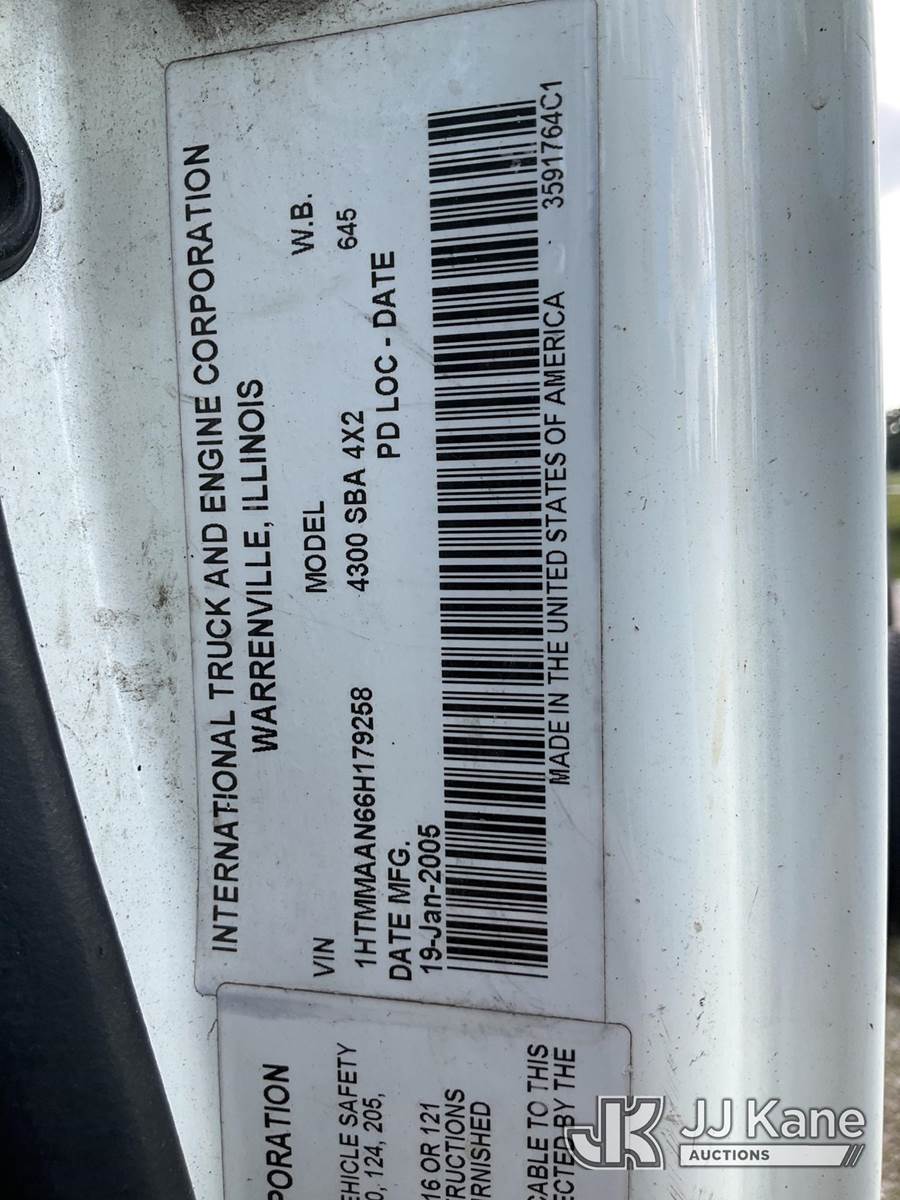 INTERNATIONAL TRUCK AND ENGINE CORPORATION
WARRENVILLE, ILLINOIS
VIN MODEL W.B.
1HTMMAAN66H179258 4300 SBA 4X2 645
DATE MFG. PD LOC - DATE
19-Jan-2005
MADE IN THE UNITED STATES OF AMERICA 3591764C1
PORATION
EHICLE SAFETY
0, 124, 205,
16 OR 121
RUCTIONS
RNISHED
CABLE TO THIS
ECTED BY THE
JK JJ Kane
AUCTIONS